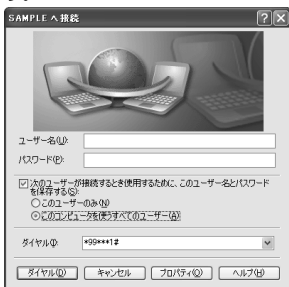 SAMPLE へ接続
ユーザー名(U):
パスワード(P):
次のユーザーが接続するとき使用するために、このユーザー名とパスワード
を保存する(S):
このユーザーのみ(N)
このコンピュータを使うすべてのユーザー(A)
ダイヤル(I): *99***1#
ダイヤル(D) キャンセル プロパティ(O) ヘルプ(H)